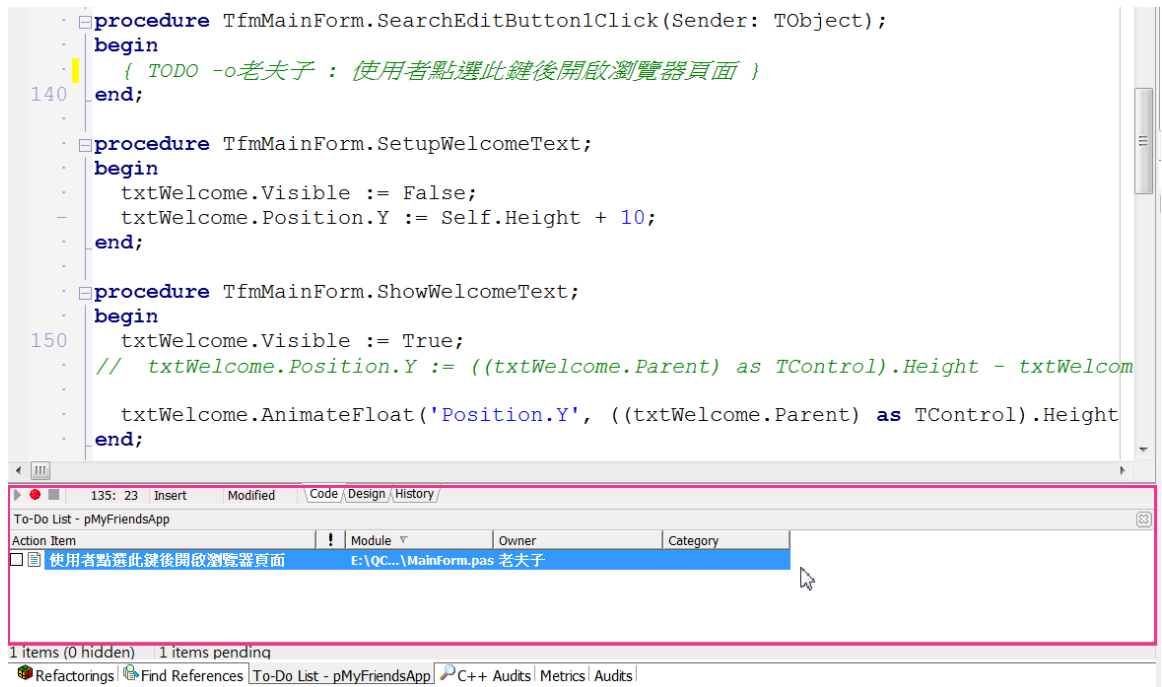 procedure TfmMainForm.SearchEditButton1Click(Sender: TObject);
begin
{ TODO -o老夫子 : 使用者點選此鍵後開啟瀏覽器頁面 }
140 end;
procedure TfmMainForm.SetupWelcomeText;
begin
txtWelcome.Visible := False;
txtWelcome.Position.Y := Self.Height + 10;
end;
procedure TfmMainForm.ShowWelcomeText;
begin
150 txtWelcome.Visible := True;
// txtWelcome.Position.Y := ((txtWelcome.Parent) as TControl).Height - txtWelcom
txtWelcome.AnimateFloat('Position.Y', ((txtWelcome.Parent) as TControl).Height
end;
135: 23 Insert Modified Code Design History
To-Do List - pMyFriendsApp
Action Item ! Module Owner Category
使用者點選此鍵後開啟瀏覽器頁面 E:\QC...\MainForm.pas 老夫子
1 items (0 hidden) 1 items pending
Refactorings Find References To-Do List - pMyFriendsApp C++ Audits Metrics Audits